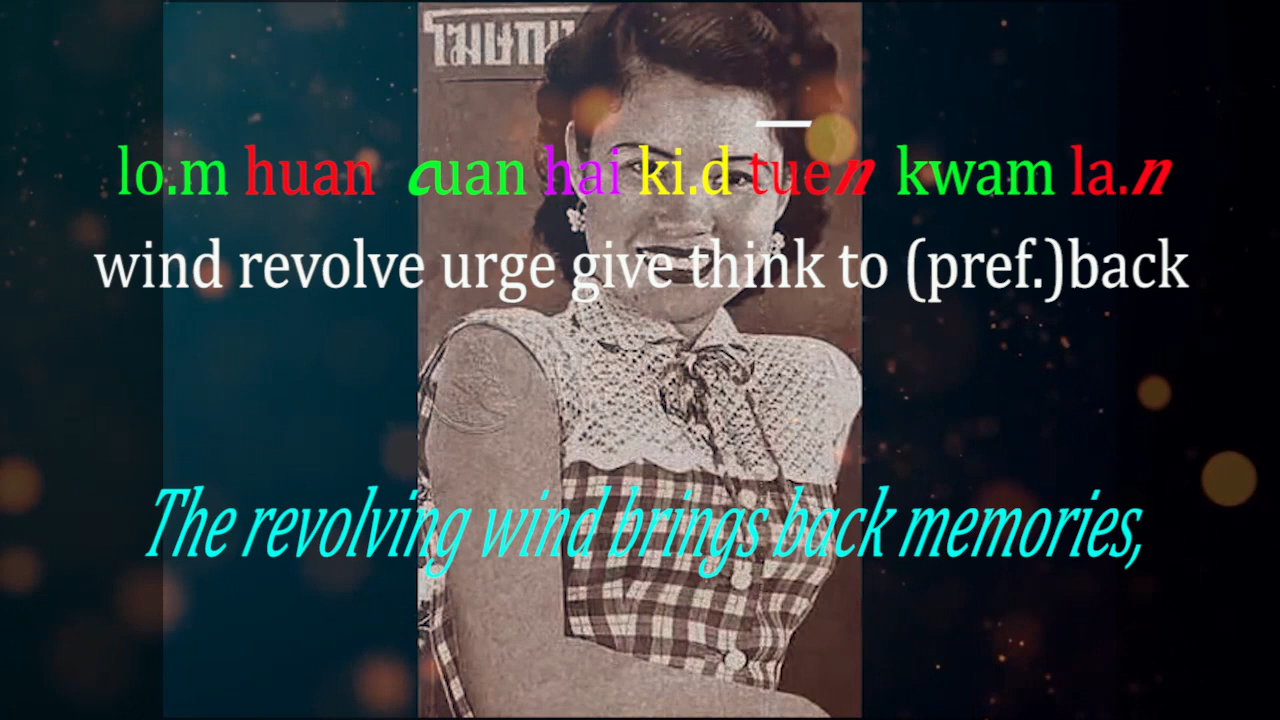 lo.m huan cuan hai ki.d tuen kwam la.n
wind revolve urge give think to (pref.)back
The revolving wind brings back memories,